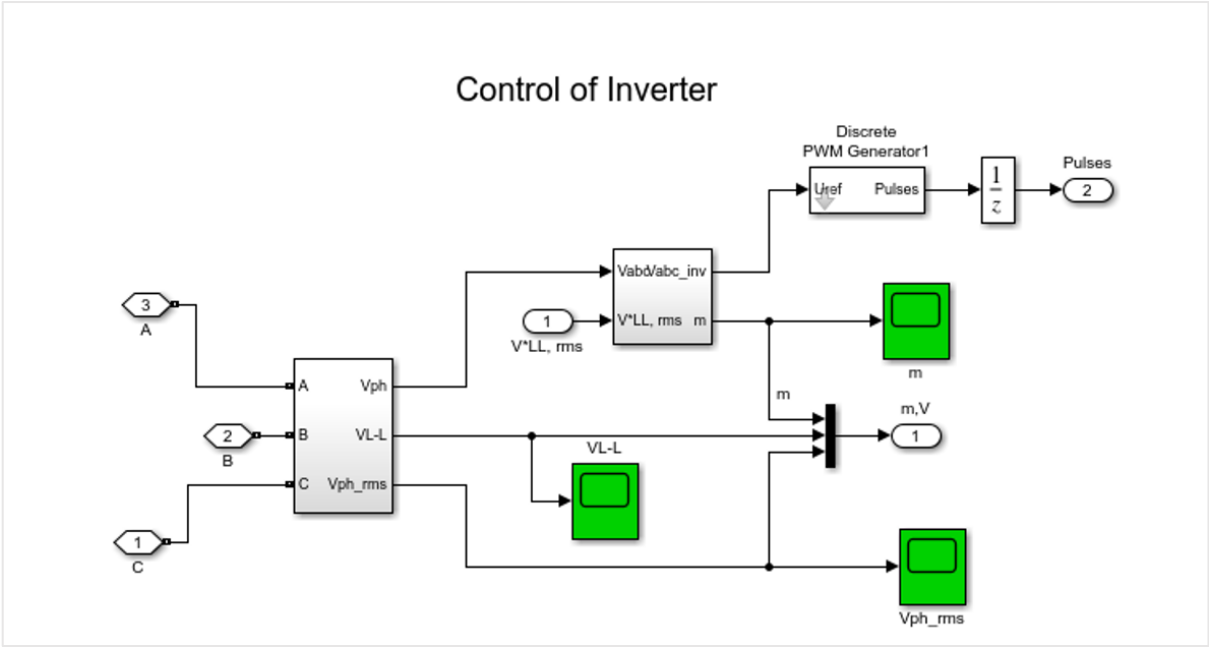 Control of Inverter
Discrete
PWM Generator1
Uref
Pulses
1
z
Pulses
2
Vabc
Vabc_inv
V*LL, rms
m
1
V*LL, rms
m
3
A
2
B
1
C
A
B
C
Vph
VL-L
Vph_rms
VL-L
m
m,V
1
Vph_rms